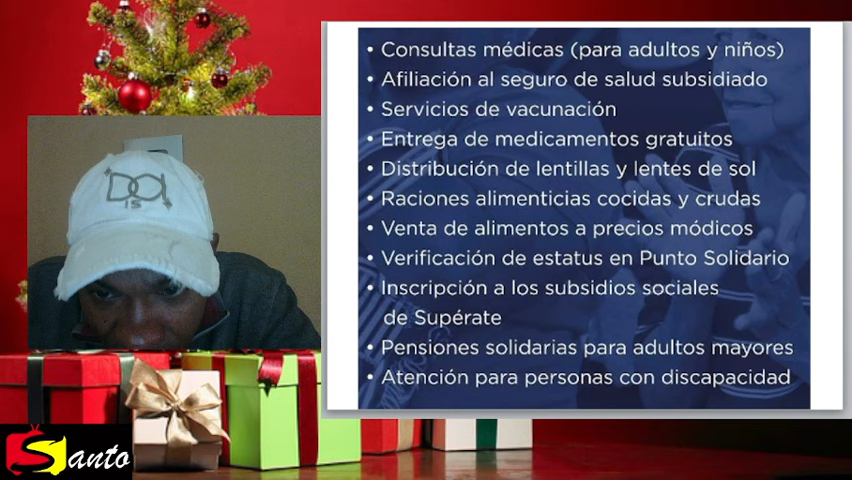 • Consultas médicas (para adultos y niños)
• Afiliación al seguro de salud subsidiado
• Servicios de vacunación
• Entrega de medicamentos gratuitos
• Distribución de lentillas y lentes de sol
• Raciones alimenticias cocidas y crudas
• Venta de alimentos a precios módicos
• Verificación de estatus en Punto Solidario
• Inscripción a los subsidios sociales
de Supérate
• Pensiones solidarias para adultos mayores
• Atención para personas con discapacidad
IS
Santo